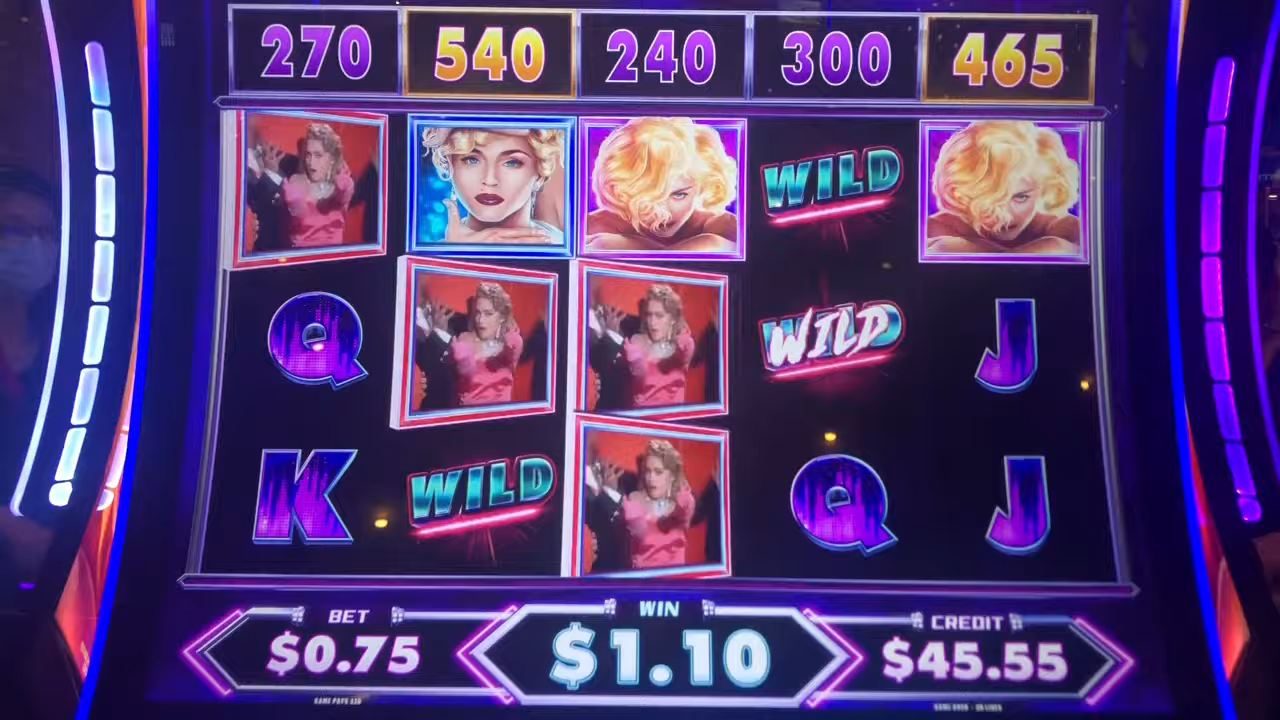 270 540 240 300 465
WILD
Q WILD J
K WILD Q J
BET WIN CREDIT
$0.75 $1.10 $45.55